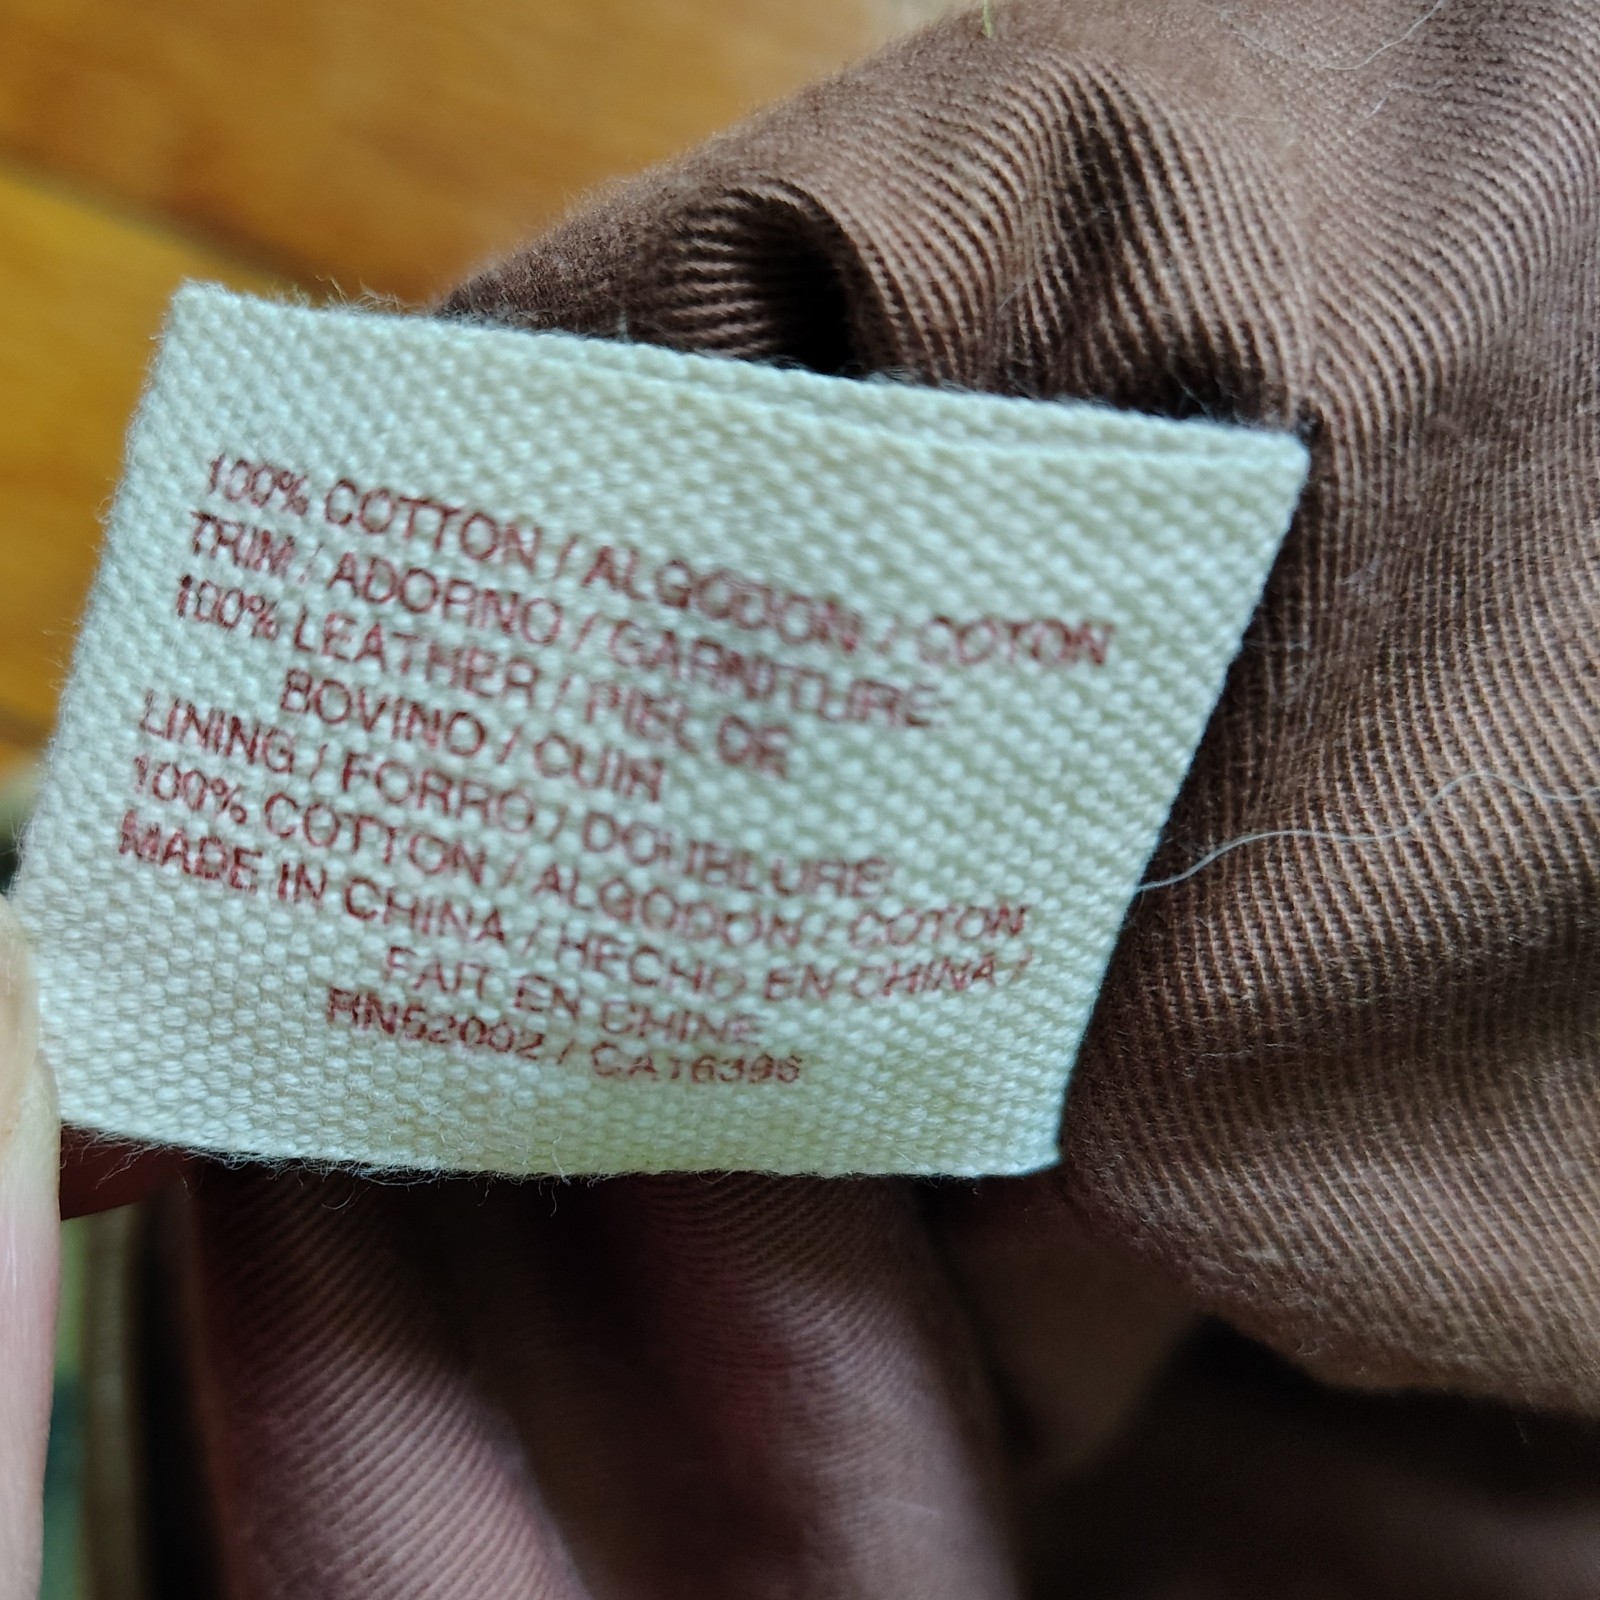 100% COTTON / ALGODON / COTON
TRIM / ADORNO / GARNITURE:
100% LEATHER / PIEL DE
BOVINO / CUIR
LINING / FORRO / DOUBLURE:
100% COTTON / ALGODON / COTON
MADE IN CHINA / HECHO EN CHINA /
FAIT EN CHINE
RN52002 / CA16396